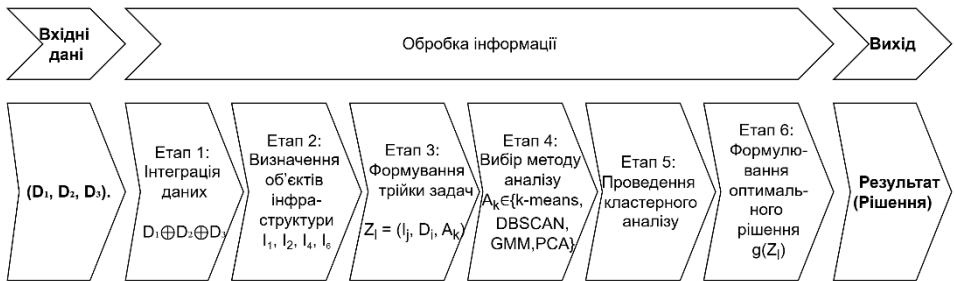 Вхідні
дані
Обробка інформації
Вихід
(D₁, D₂, D₃).
Етап 1:
Інтеграція
даних
D₁⊕D₂⊕D₃
Етап 2:
Визначення
об’єктів
інфра-
структури
I₁, I₂, I₄, I₆
Етап 3:
Формування
трійки задач
Zₗ = (Iⱼ, Dᵢ, Aₖ)
Етап 4:
Вибір методу
аналізу
Aₖ∈{k-means,
DBSCAN,
GMM,PCA}
Етап 5:
Проведення
кластерного
аналізу
Етап 6:
Формулю-
вання
оптималь-
ного
рішення
g(Zₗ)
Результат
(Рішення)